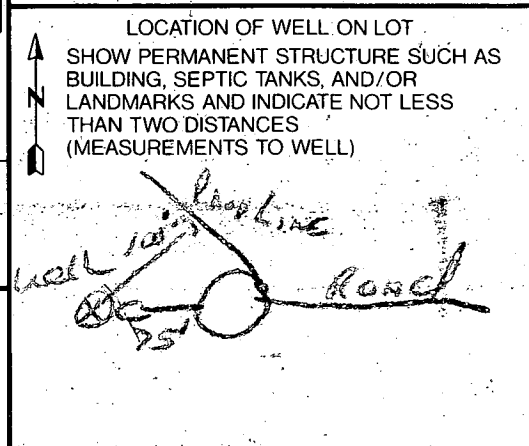 LOCATION OF WELL ON LOT
SHOW PERMANENT STRUCTURE SUCH AS
BUILDING, SEPTIC TANKS, AND/OR
LANDMARKS AND INDICATE NOT LESS
THAN TWO DISTANCES
(MEASUREMENTS TO WELL)
N
Prop Line
Well
Road